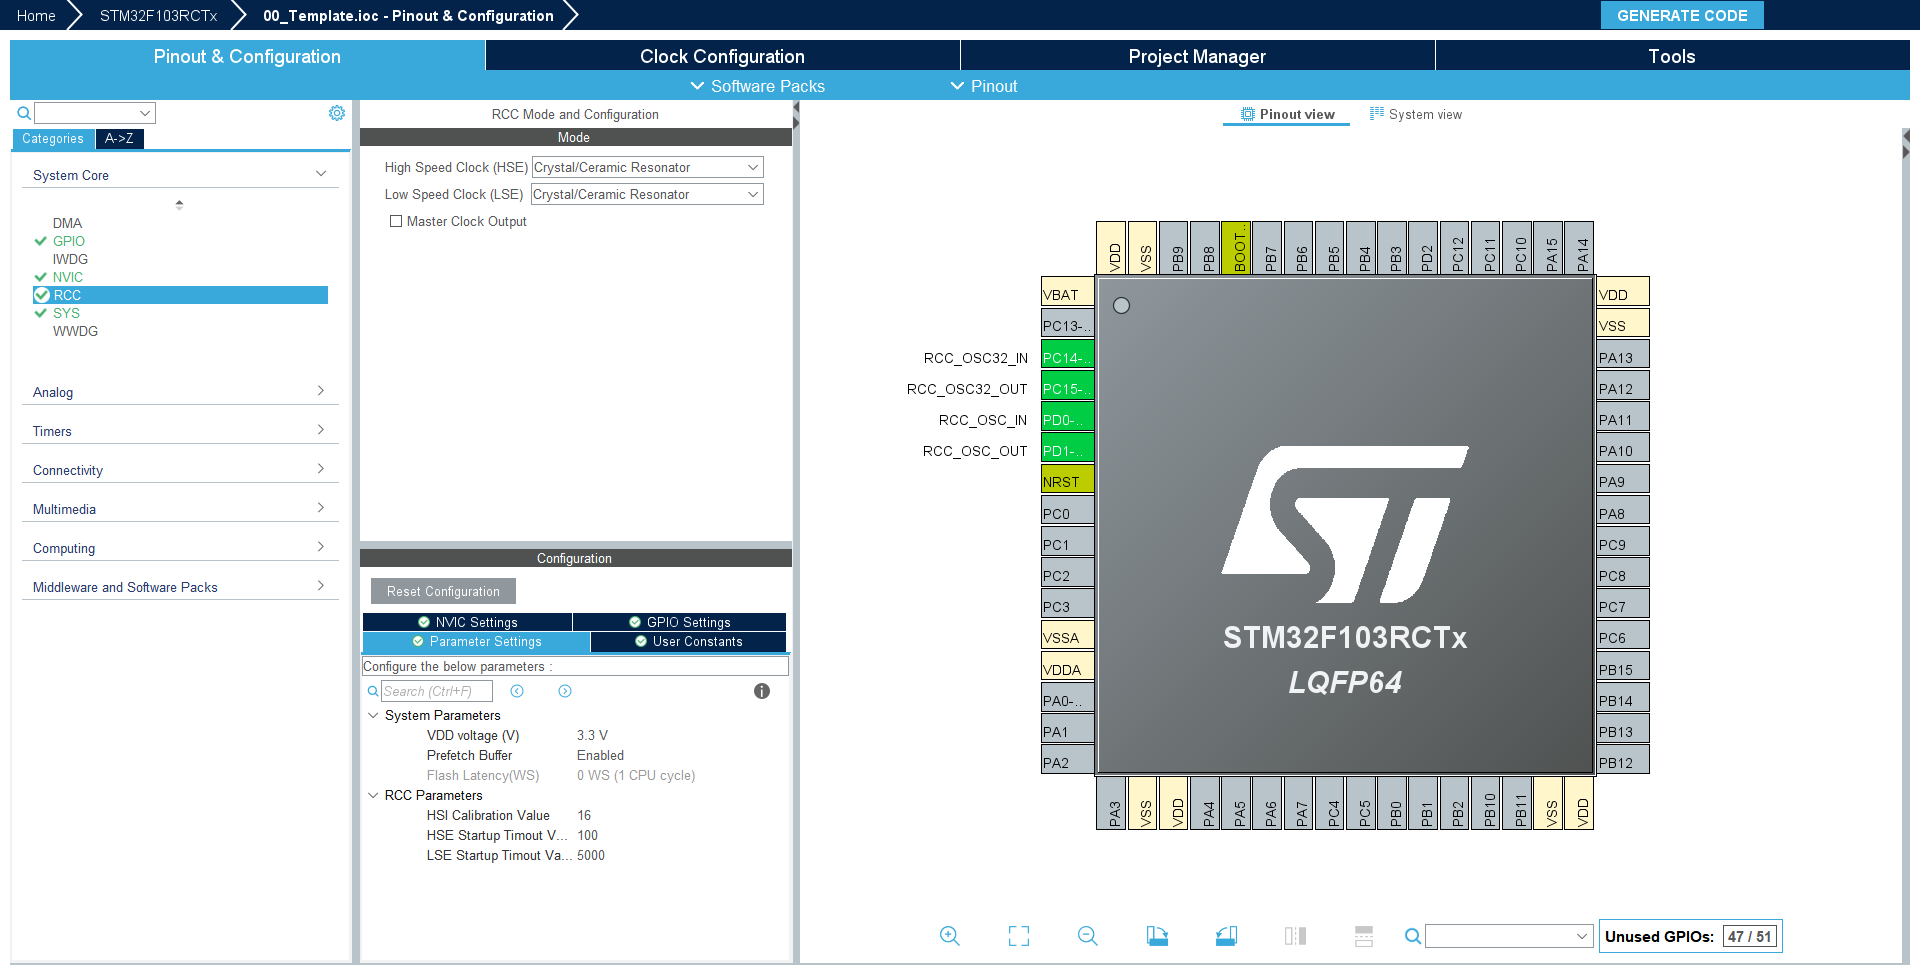 Home
STM32F103RCTx
00_Template.ioc - Pinout & Configuration
GENERATE CODE
Pinout & Configuration
Clock Configuration
Project Manager
Tools
Software Packs
Pinout
Categories
A->Z
System Core
DMA
GPIO
IWDG
NVIC
RCC
SYS
WWDG
Analog
Timers
Connectivity
Multimedia
Computing
Middleware and Software Packs
RCC Mode and Configuration
Mode
High Speed Clock (HSE) Crystal/Ceramic Resonator
Low Speed Clock (LSE) Crystal/Ceramic Resonator
Master Clock Output
Configuration
Reset Configuration
NVIC Settings
GPIO Settings
Parameter Settings
User Constants
Configure the below parameters :
Search (Ctrl+F)
System Parameters
VDD voltage (V) 3.3 V
Prefetch Buffer Enabled
Flash Latency(WS) 0 WS (1 CPU cycle)
RCC Parameters
HSI Calibration Value 16
HSE Startup Timout V... 100
LSE Startup Timout Va... 5000
Pinout view
System view
VDD
VSS
PB9
PB8
BOOT..
PB7
PB6
PB5
PB4
PB3
PD2
PC12
PC11
PC10
PA15
PA14
VBAT
PC13-..
RCC_OSC32_IN PC14-..
RCC_OSC32_OUT PC15-..
RCC_OSC_IN PD0-..
RCC_OSC_OUT PD1-..
NRST
PC0
PC1
PC2
PC3
VSSA
VDDA
PA0-..
PA1
PA2
ST
STM32F103RCTx
LQFP64
VDD
VSS
PA13
PA12
PA11
PA10
PA9
PA8
PC9
PC8
PC7
PC6
PB15
PB14
PB13
PB12
PA3
VSS
VDD
PA4
PA5
PA6
PA7
PC4
PC5
PB0
PB1
PB2
PB10
PB11
VSS
VDD
Unused GPIOs: 47 / 51